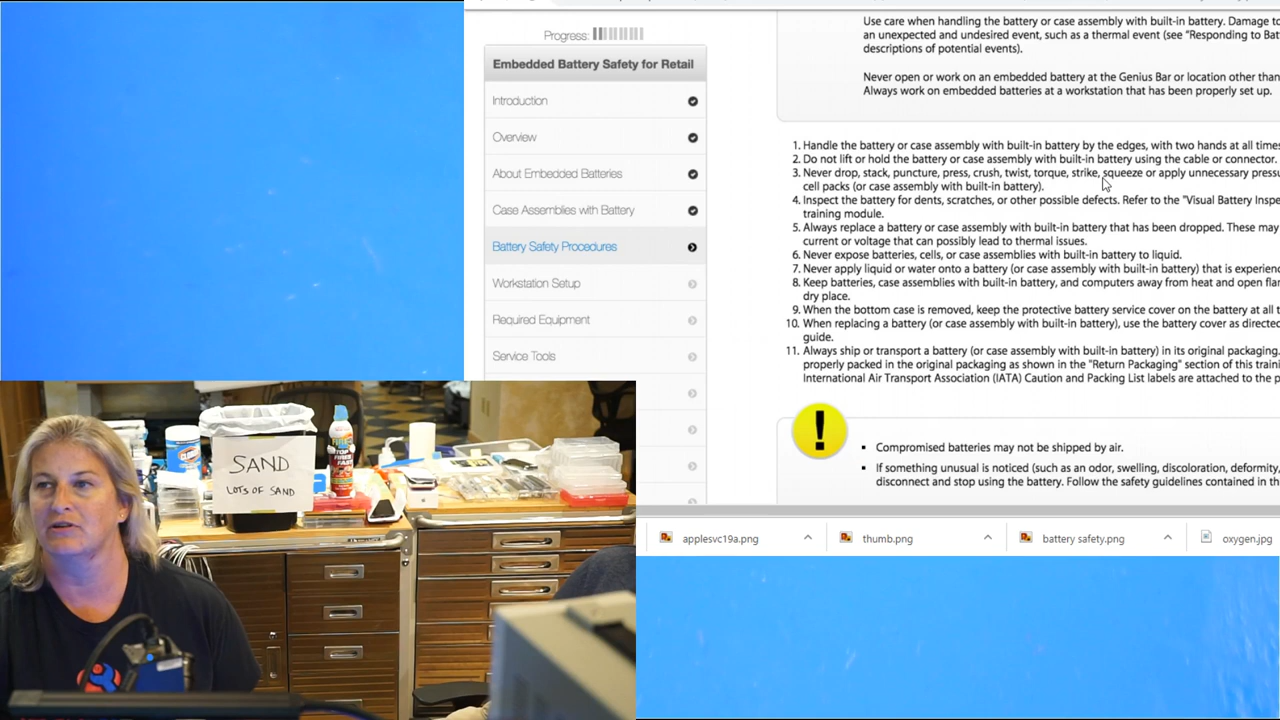 Progress:
Embedded Battery Safety for Retail
Introduction
Overview
About Embedded Batteries
Case Assemblies with Battery
Battery Safety Procedures
Workstation Setup
Required Equipment
Service Tools
Use care when handling the battery or case assembly with built-in battery. Damage to
an unexpected and undesired event, such as a thermal event (see "Responding to Bat
descriptions of potential events).
Never open or work on an embedded battery at the Genius Bar or location other than
Always work on embedded batteries at a workstation that has been properly set up.
1. Handle the battery or case assembly with built-in battery by the edges, with two hands at all times
2. Do not lift or hold the battery or case assembly with built-in battery using the cable or connector.
3. Never drop, stack, puncture, press, crush, twist, torque, strike, squeeze or apply unnecessary pressu
cell packs (or case assembly with built-in battery).
4. Inspect the battery for dents, scratches, or other possible defects. Refer to the "Visual Battery Inspe
training module.
5. Always replace a battery or case assembly with built-in battery that has been dropped. These may
current or voltage that can possibly lead to thermal issues.
6. Never expose batteries, cells, or case assemblies with built-in battery to liquid.
7. Never apply liquid or water onto a battery (or case assembly with built-in battery) that is experienc
8. Keep batteries, case assemblies with built-in battery, and computers away from heat and open flam
dry place.
9. When the bottom case is removed, keep the protective battery service cover on the battery at all t
10. When replacing a battery (or case assembly with built-in battery), use the battery cover as directed
guide.
11. Always ship or transport a battery (or case assembly with built-in battery) in its original packaging.
properly packed in the original packaging as shown in the "Return Packaging" section of this traini
International Air Transport Association (IATA) Caution and Packing List labels are attached to the p
!
Compromised batteries may not be shipped by air.
If something unusual is noticed (such as an odor, swelling, discoloration, deformity,
disconnect and stop using the battery. Follow the safety guidelines contained in th
applesvc19a.png
thumb.png
battery safety.png
oxygen.jpg
SAND
LOTS OF SAND
STOP
FIRES
FAST